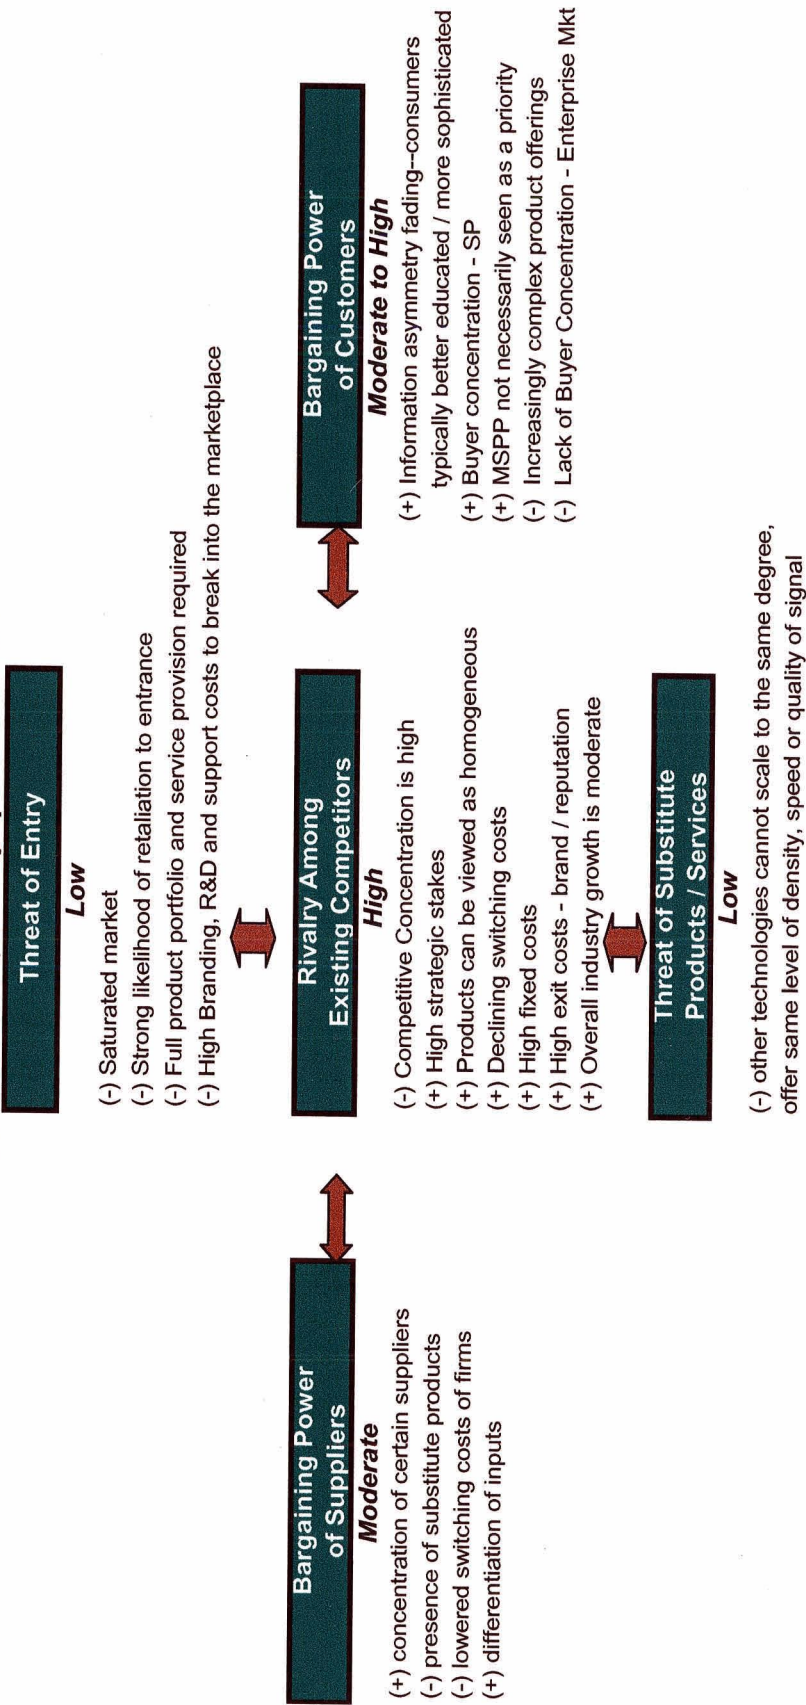 Threat of Entry
Low
(-) Saturated market
(-) Strong likelihood of retaliation to entrance
(-) Full product portfolio and service provision required
(-) High Branding, R&D and support costs to break into the marketplace
Bargaining Power
of Suppliers
Moderate
(+) concentration of certain suppliers
(-) presence of substitute products
(-) lowered switching costs of firms
(+) differentiation of inputs
Rivalry Among
Existing Competitors
High
(-) Competitive Concentration is high
(+) High strategic stakes
(+) Products can be viewed as homogeneous
(+) Declining switching costs
(+) High fixed costs
(+) High exit costs - brand / reputation
(+) Overall industry growth is moderate
Bargaining Power
of Customers
Moderate to High
(+) Information asymmetry fading--consumers
typically better educated / more sophisticated
(+) Buyer concentration - SP
(+) MSPP not necessarily seen as a priority
(-) Increasingly complex product offerings
(-) Lack of Buyer Concentration - Enterprise Mkt
Threat of Substitute
Products / Services
Low
(-) other technologies cannot scale to the same degree,
offer same level of density, speed or quality of signal